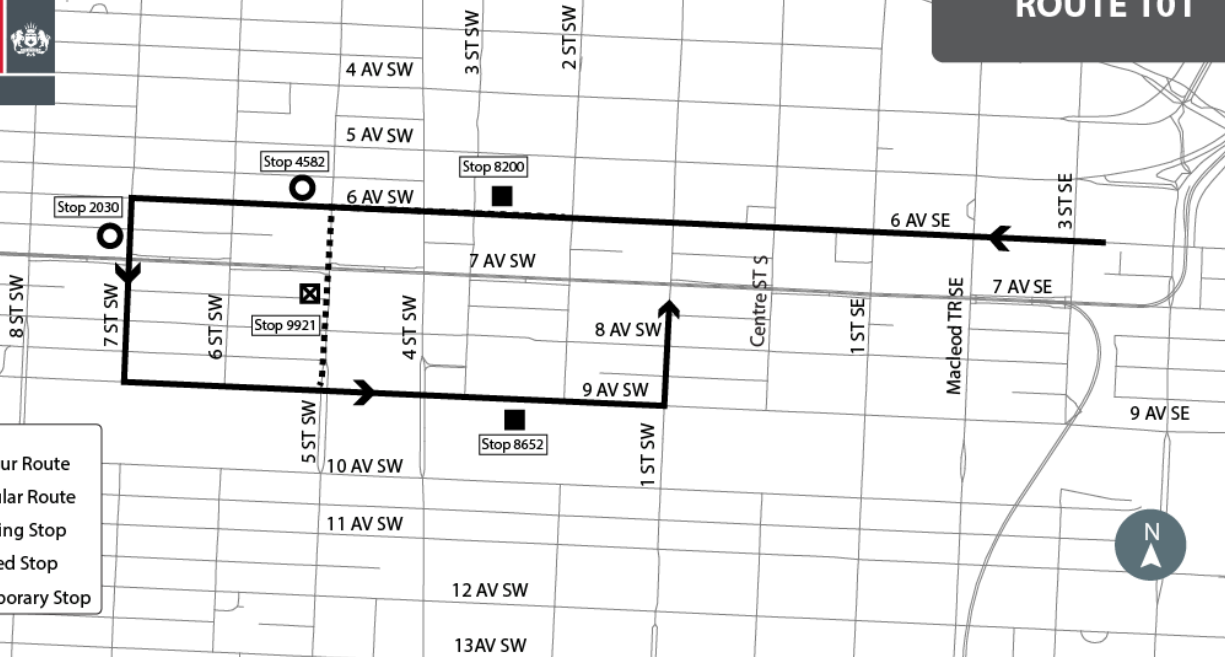 ROUTE 101
3 ST SW
2 ST SW
4 AV SW
5 AV SW
Stop 4582
Stop 8200
6 AV SW
Stop 2030
3 ST SE
6 AV SE
7 AV SW
7 AV SE
8 ST SW
7 ST SW
6 ST SW
Stop 9921
4 ST SW
8 AV SW
Centre ST S
1 ST SE
Macleod TR SE
9 AV SW
9 AV SE
5 ST SW
Stop 8652
1 ST SW
10 AV SW
11 AV SW
12 AV SW
13AV SW
ur Route
ular Route
ing Stop
ed Stop
porary Stop
N